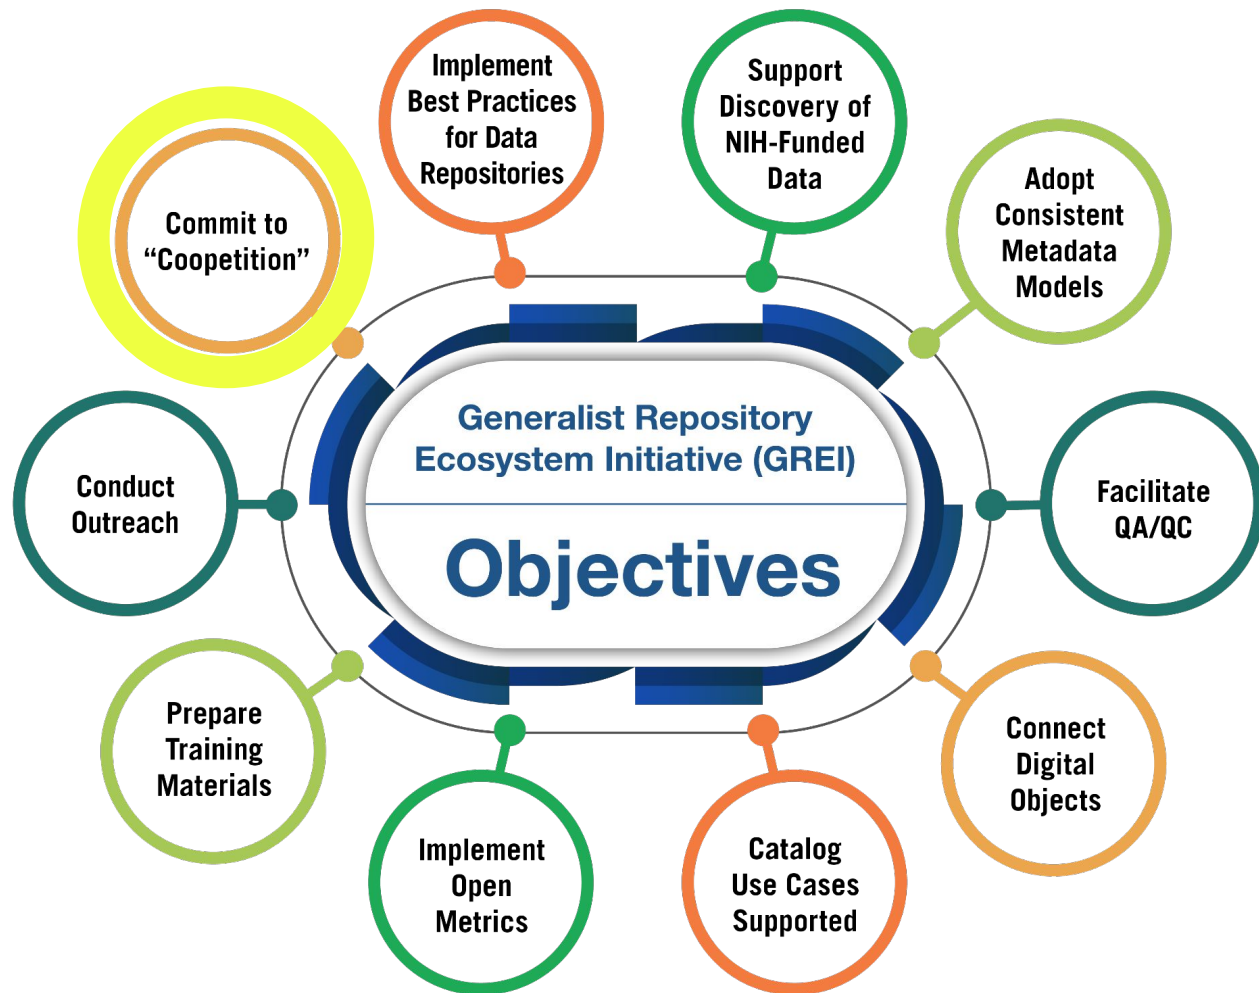 Implement
Best Practices
for Data
Repositories
Support
Discovery of
NIH-Funded
Data
Adopt
Consistent
Metadata
Models
Facilitate
QA/QC
Connect
Digital
Objects
Catalog
Use Cases
Supported
Implement
Open
Metrics
Prepare
Training
Materials
Conduct
Outreach
Commit to
“Coopetition”
Generalist Repository
Ecosystem Initiative (GREI)
Objectives